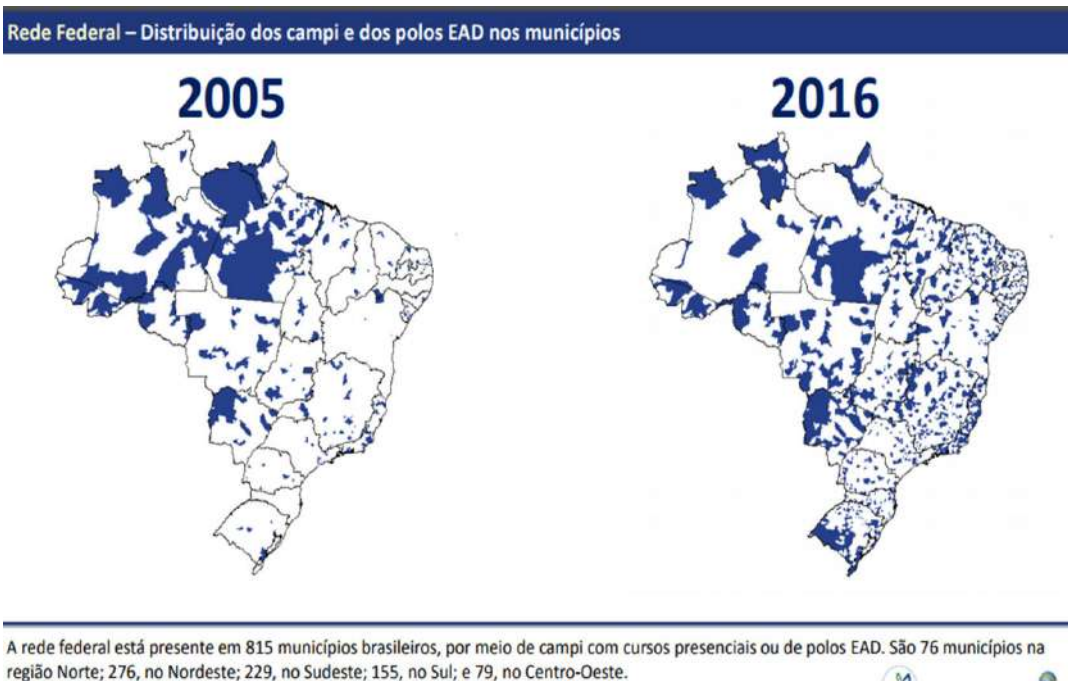 Rede Federal – Distribuição dos campi e dos polos EAD nos municípios
2005
2016
A rede federal está presente em 815 municípios brasileiros, por meio de campi com cursos presenciais ou de polos EAD. São 76 municípios na
região Norte; 276, no Nordeste; 229, no Sudeste; 155, no Sul; e 79, no Centro-Oeste.